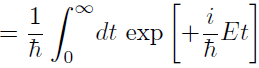 = \frac{1}{\hbar} \int_0^\infty dt \exp \left[ + \frac{i}{\hbar} E t \right]